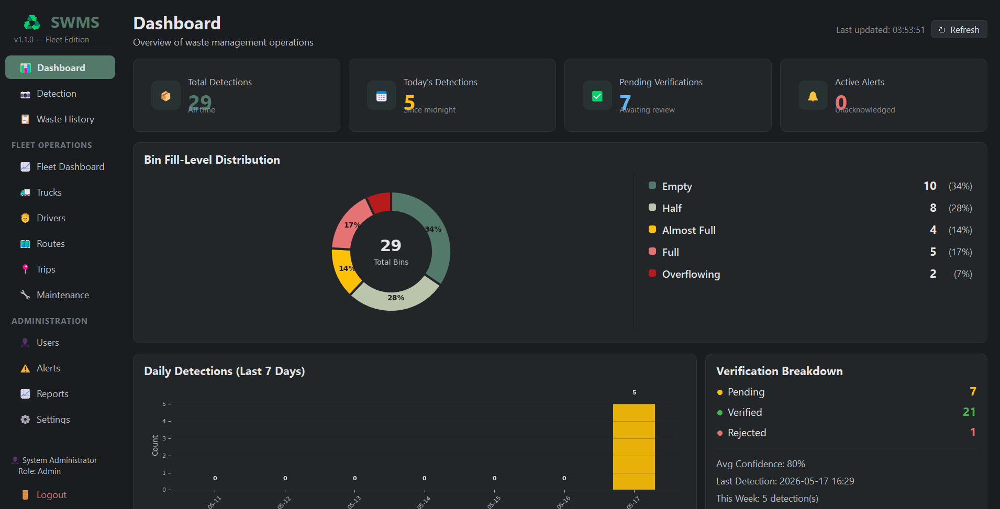 SWMS
v1.1.0 — Fleet Edition
Dashboard
Detection
Waste History
FLEET OPERATIONS
Fleet Dashboard
Trucks
Drivers
Routes
Trips
Maintenance
ADMINISTRATION
Users
Alerts
Reports
Settings
System Administrator
Role: Admin
Logout
Dashboard
Overview of waste management operations
Last updated: 03:53:51
Refresh
Total Detections
29
All time
Today's Detections
5
Since midnight
Pending Verifications
7
Awaiting review
Active Alerts
0
Unacknowledged
Bin Fill-Level Distribution
34%
28%
14%
17%
29
Total Bins
Empty 10 (34%)
Half 8 (28%)
Almost Full 4 (14%)
Full 5 (17%)
Overflowing 2 (7%)
Daily Detections (Last 7 Days)
Count
5
4
3
2
1
0
0 0 0 0 0 0 5
05-11 05-12 05-13 05-14 05-15 05-16 05-17
Verification Breakdown
Pending 7
Verified 21
Rejected 1
Avg Confidence: 80%
Last Detection: 2026-05-17 16:29
This Week: 5 detection(s)